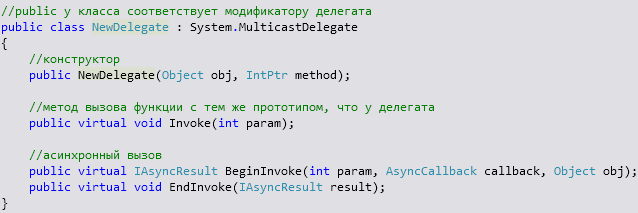 //public у класса соответствует модификатору делегата
public class NewDelegate : System.MulticastDelegate
{
    //конструктор
    public NewDelegate(Object obj, IntPtr method);
    //метод вызова функции с тем же прототипом, что у делегата
    public virtual void Invoke(int param);
    //асинхронный вызов
    public virtual IAsyncResult BeginInvoke(int param, AsyncCallback callback, Object obj);
    public virtual void EndInvoke(IAsyncResult result);
}